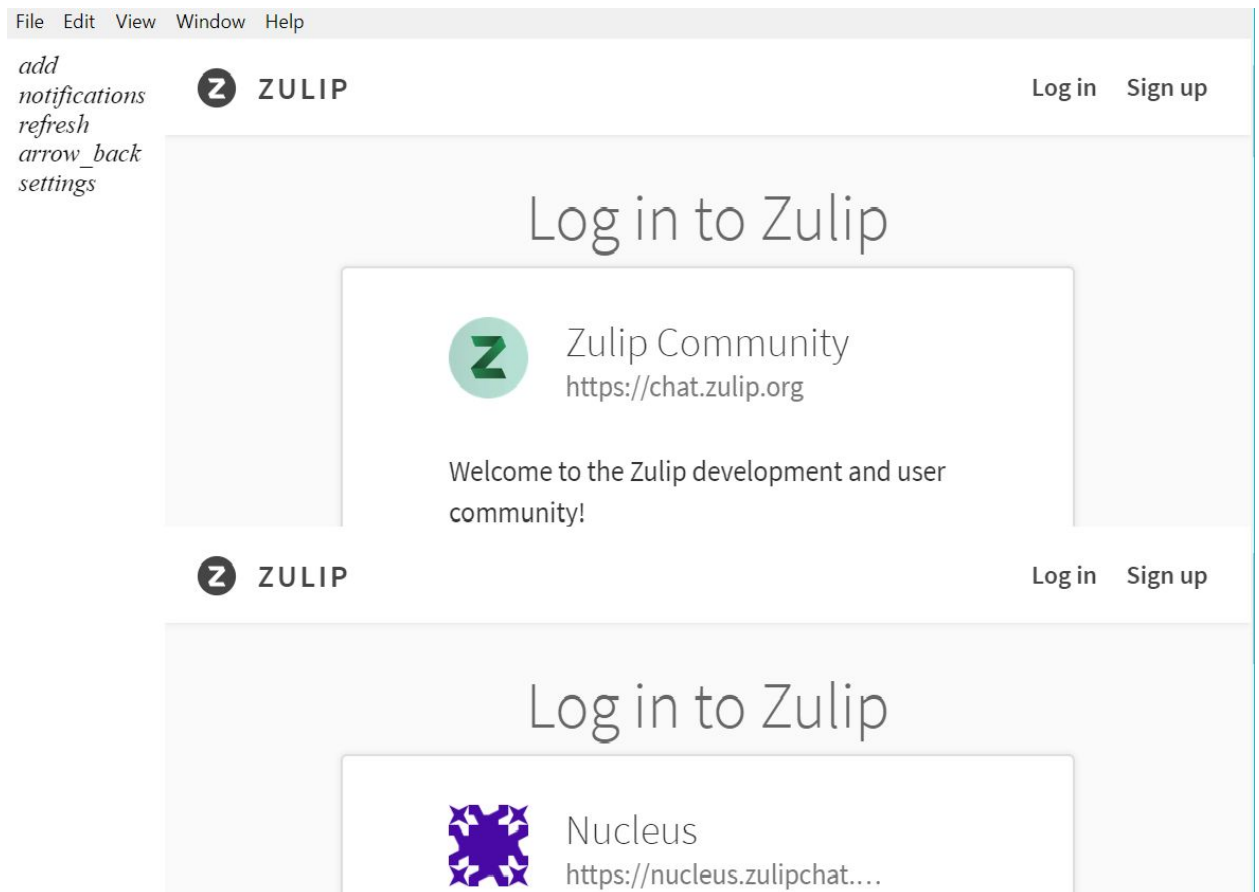 File Edit View Window Help
add
notifications
refresh
arrow_back
settings
ZULIP Log in Sign up
Log in to Zulip
Zulip Community
https://chat.zulip.org
Welcome to the Zulip development and user
community!
ZULIP Log in Sign up
Log in to Zulip
Nucleus
https://nucleus.zulipchat....